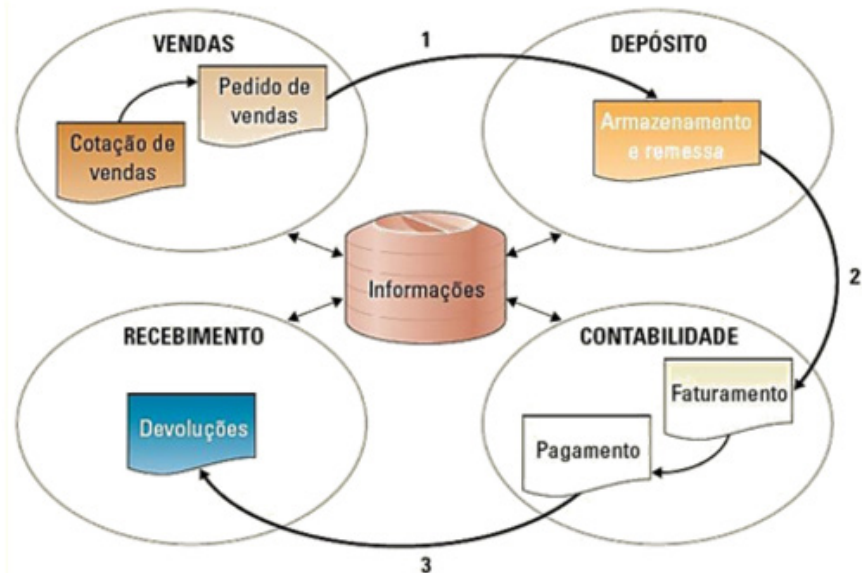 VENDAS
1
DEPÓSITO
Pedido de
vendas
Cotação de
vendas
Armazenamento
e remessa
2
Informações
RECEBIMENTO
CONTABILIDADE
Faturamento
Devoluções
Pagamento
3